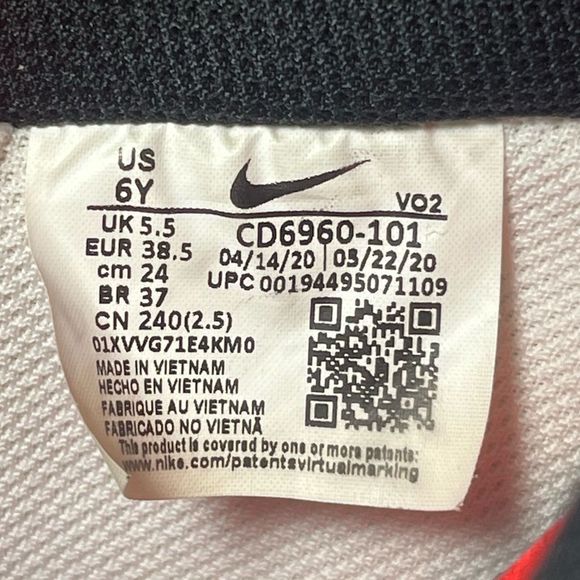 US
6Y
VO2
UK 5.5
CD6960-101
EUR 38.5
04/14/20 | 05/22/20
cm 24
UPC 00194495071109
BR 37
CN 240(2.5)
01XVVG71E4KM0
MADE IN VIETNAM
HECHO EN VIETNAM
FABRIQUE AU VIETNAM
FABRICADO NO VIETNÃ
This product is covered by one or more patents:
www.nike.com/patentsvirtualmarking